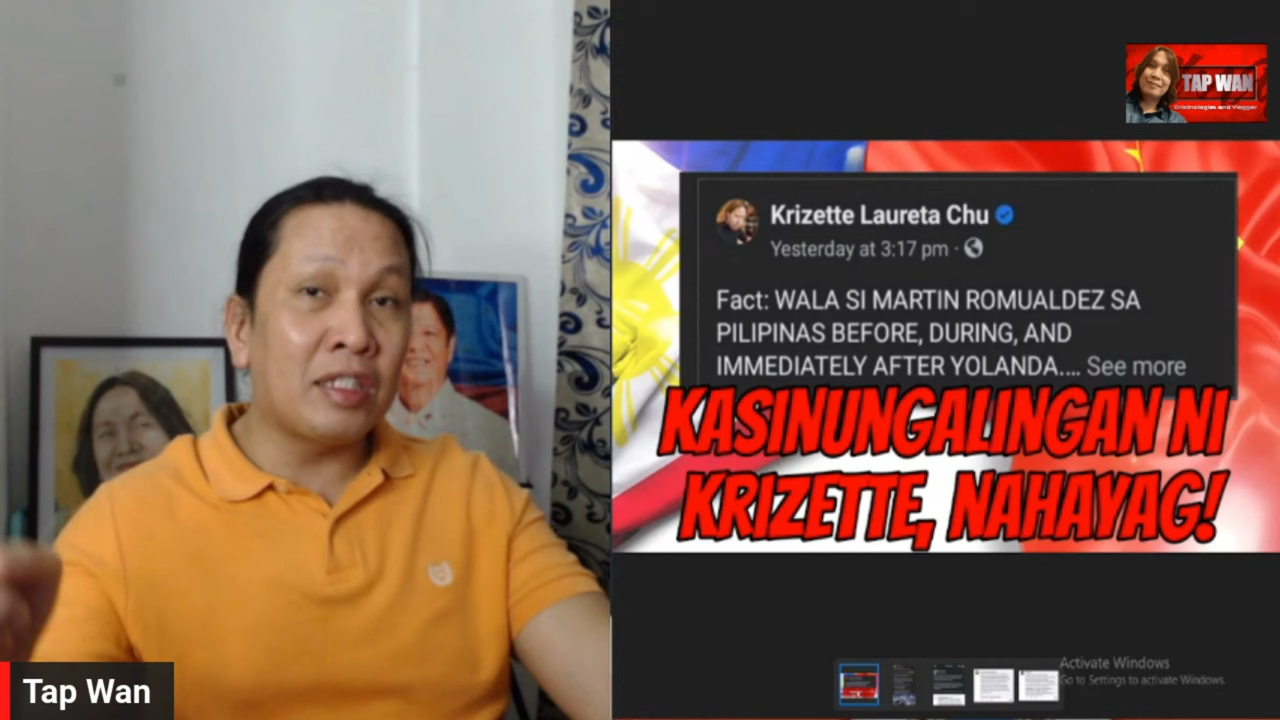 TAP WAN
Criminologist and Vlogger
Krizette Laureta Chu
Yesterday at 3:17 pm ·
Fact: WALA SI MARTIN ROMUALDEZ SA
PILIPINAS BEFORE, DURING, AND
IMMEDIATELY AFTER YOLANDA.... See more
KASINUNGALINGAN NI
KRIZETTE, NAHAYAG!
Activate Windows
Go to Settings to activate Windows.
Tap Wan